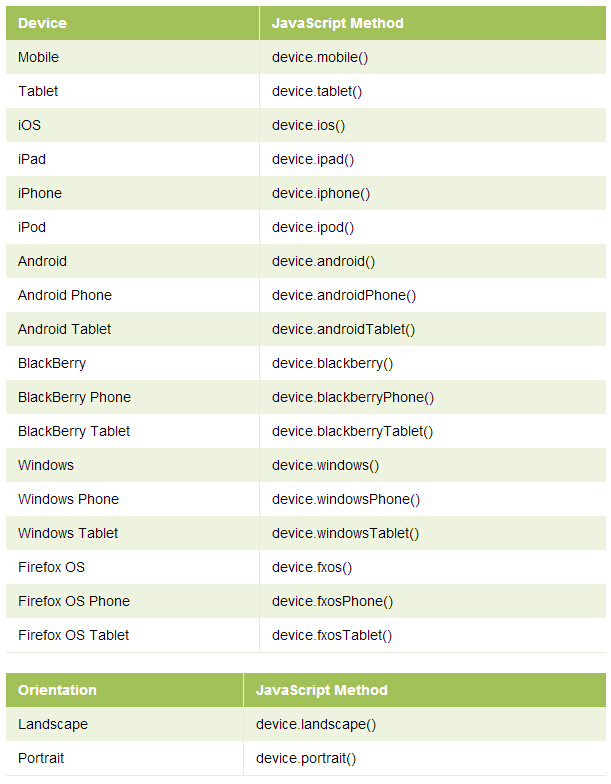 Device JavaScript Method
Mobile device.mobile()
Tablet device.tablet()
iOS device.ios()
iPad device.ipad()
iPhone device.iphone()
iPod device.ipod()
Android device.android()
Android Phone device.androidPhone()
Android Tablet device.androidTablet()
BlackBerry device.blackberry()
BlackBerry Phone device.blackberryPhone()
BlackBerry Tablet device.blackberryTablet()
Windows device.windows()
Windows Phone device.windowsPhone()
Windows Tablet device.windowsTablet()
Firefox OS device.fxos()
Firefox OS Phone device.fxosPhone()
Firefox OS Tablet device.fxosTablet()
Orientation JavaScript Method
Landscape device.landscape()
Portrait device.portrait()